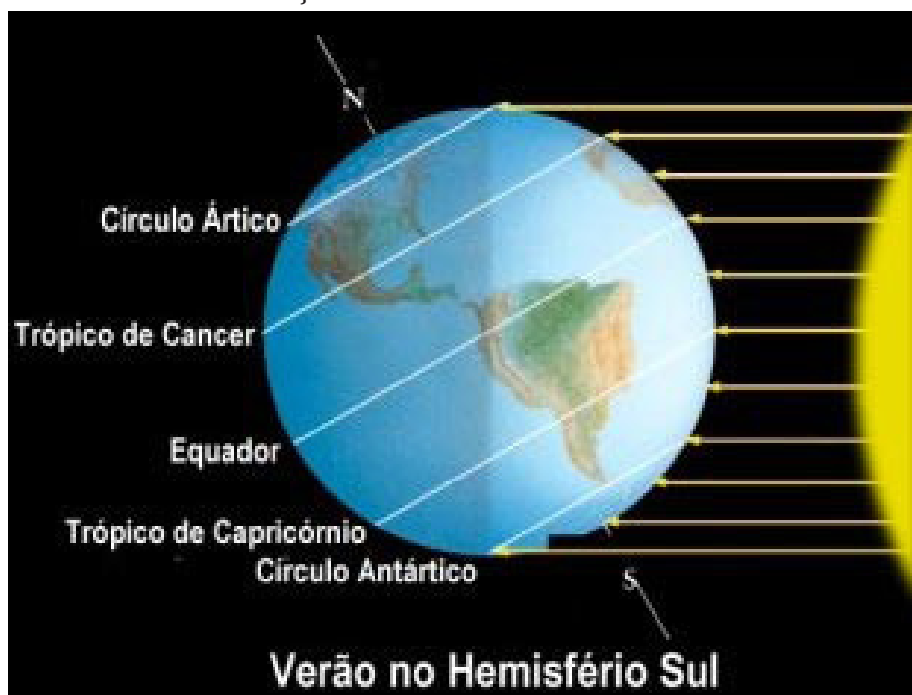 N
Círculo Ártico
Trópico de Cancer
Equador
Trópico de Capricórnio
Círculo Antártico
S
Verão no Hemisfério Sul